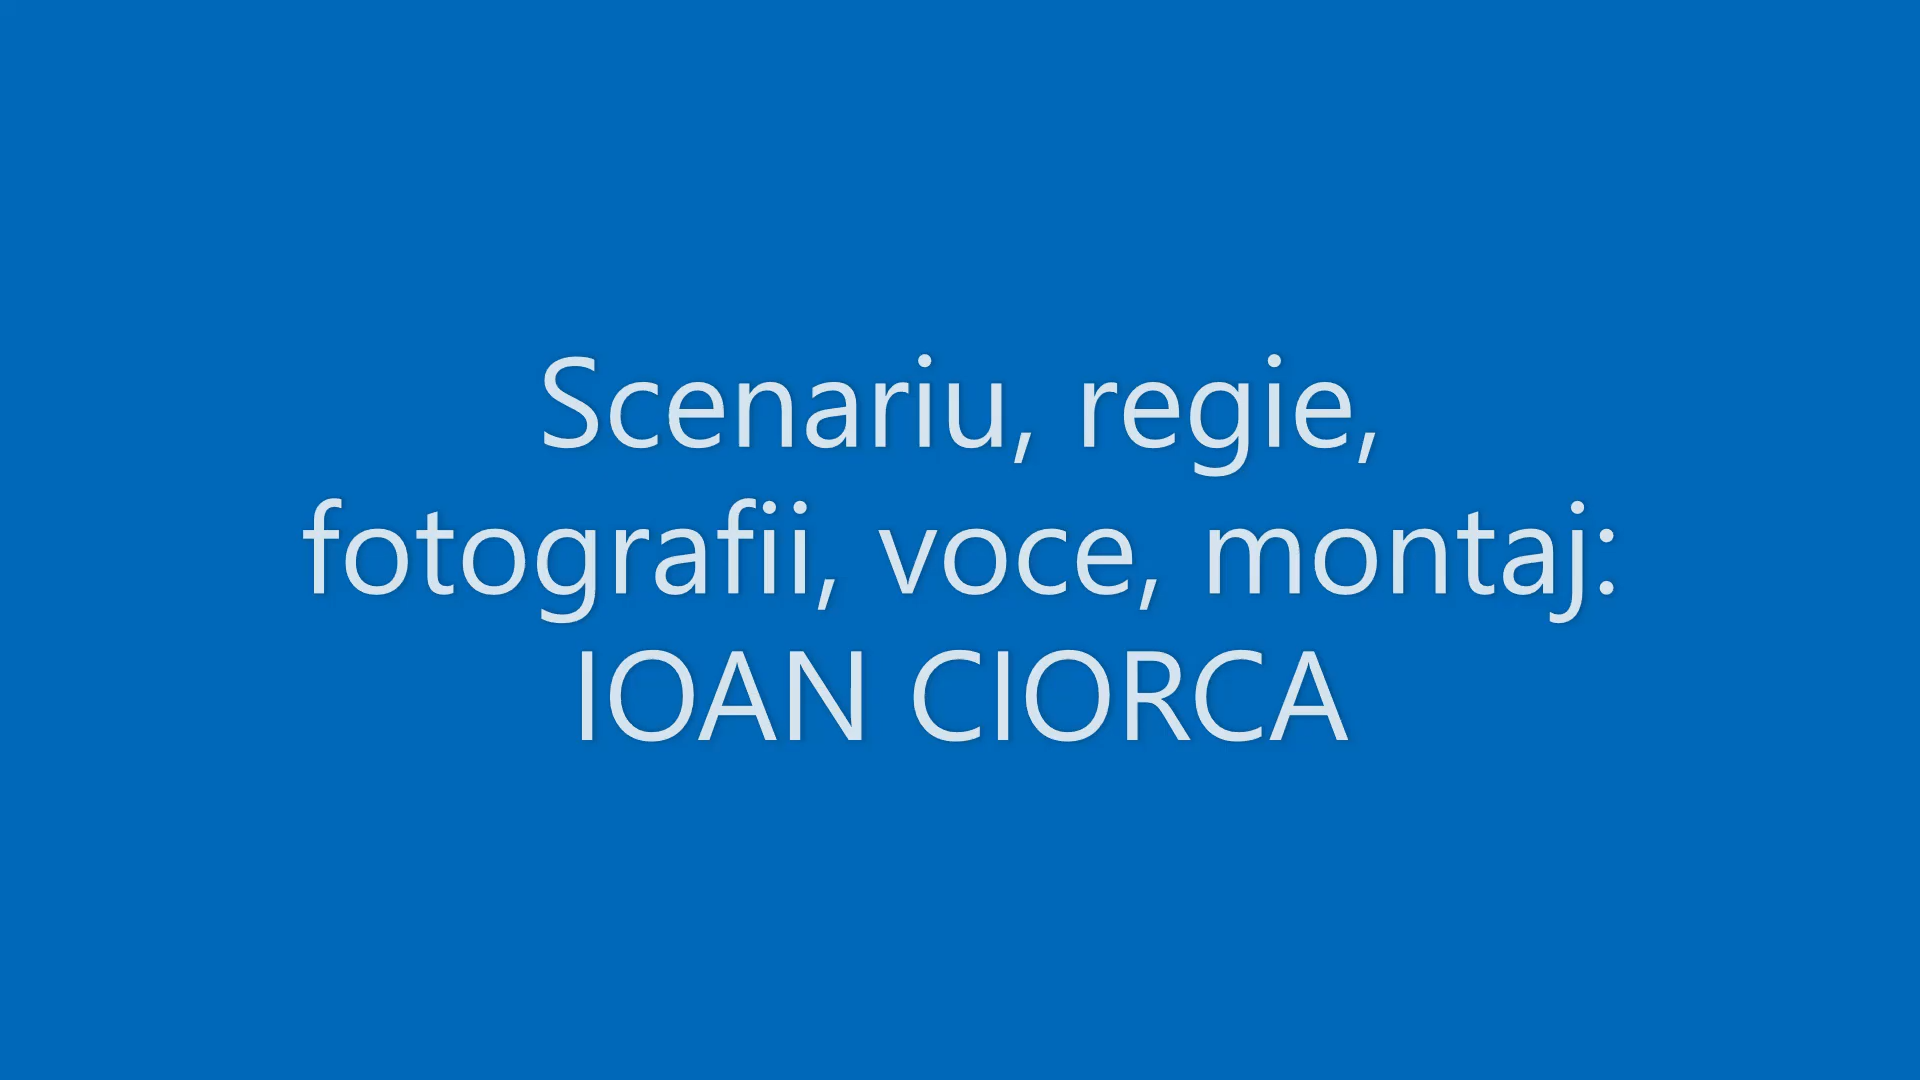 Scenariu, regie,
fotografii, voce, montaj:
IOAN CIORCA